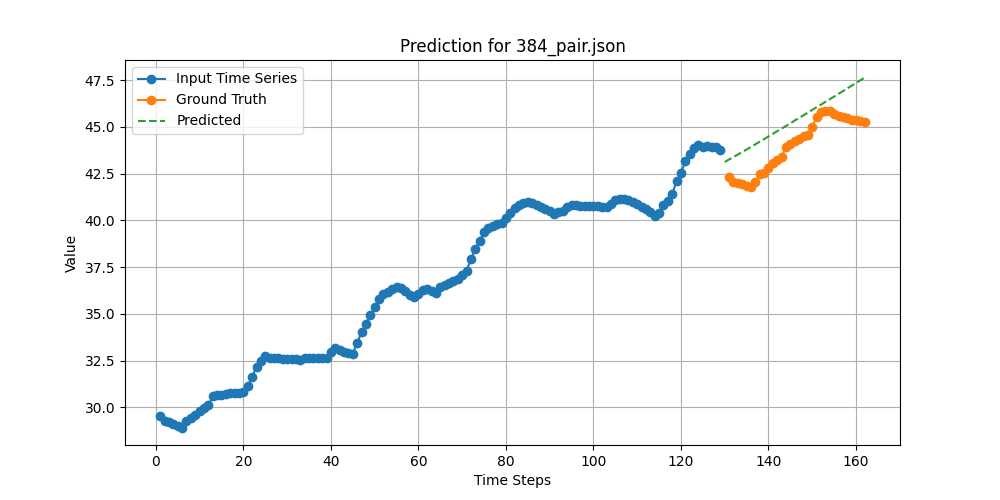 Prediction for 384_pair.json
Input Time Series
Ground Truth
Predicted
Value
47.5
45.0
42.5
40.0
37.5
35.0
32.5
30.0
0 20 40 60 80 100 120 140 160
Time Steps